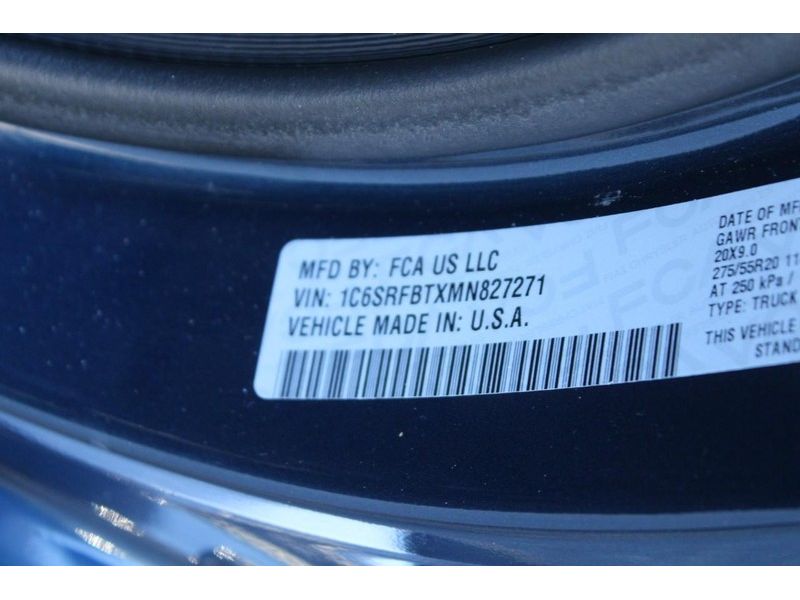 MFD BY: FCA US LLC
VIN: 1C6SRFBTXMN827271
VEHICLE MADE IN: U.S.A.
DATE OF MF
GAWR FRONT
20X9.0
275/55R20 11
AT 250 kPa /
TYPE: TRUCK
THIS VEHICLE
STAND